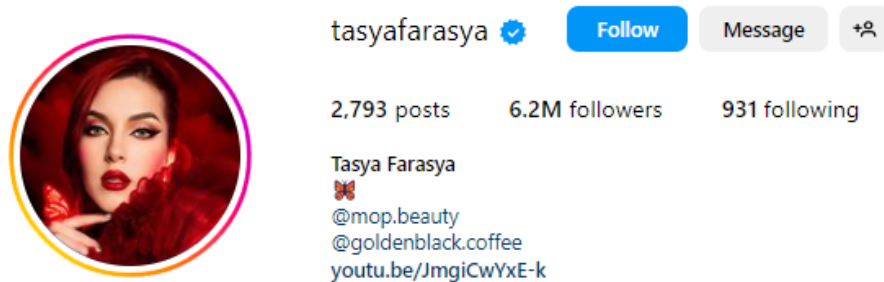 tasyafarasya
Follow
Message
2,793 posts
6.2M followers
931 following
Tasya Farasya
🦋
@mop.beauty
@goldenblack.coffee
youtu.be/JmgiCwYxE-k